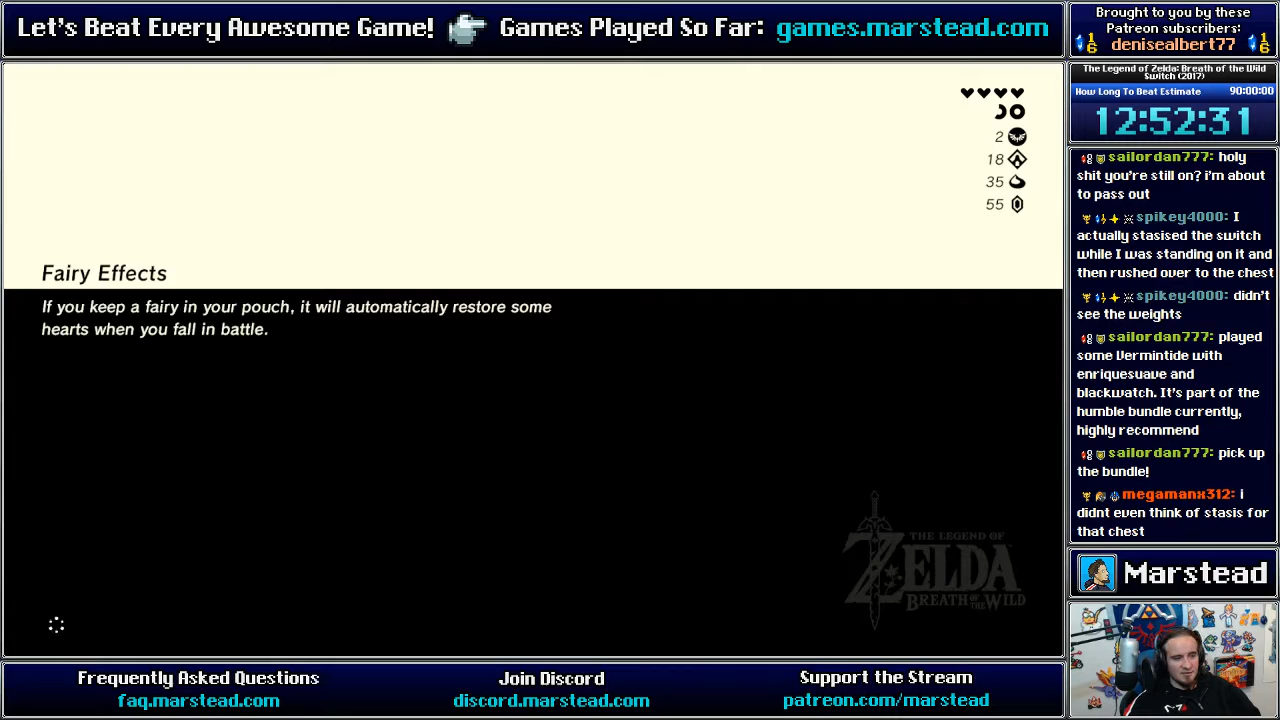 Let's Beat Every Awesome Game!
Games Played So Far: games.marstead.com
Brought to you by these
Patreon subscribers:
denisealbert77
The Legend of Zelda: Breath of the Wild
Switch (2017)
How Long To Beat Estimate 90:00:00
12:52:31
2
18
35
55
Fairy Effects
If you keep a fairy in your pouch, it will automatically restore some
hearts when you fall in battle.
THE LEGEND OF
ZELDA
BREATH OF THE WILD
sailordan777: holy
shit you're still on? i'm about
to pass out
spikey4000: I
actually stasised the switch
while I was standing on it and
then rushed over to the chest
spikey4000: didn't
see the weights
sailordan777: played
some Vermintide with
enriquesuave and
blackwatch. It's part of the
humble bundle currently,
highly recommend
sailordan777: pick up
the bundle!
megamanx312: i
didnt even think of stasis for
that chest
Marstead
Frequently Asked Questions
faq.marstead.com
Join Discord
discord.marstead.com
Support the Stream
patreon.com/marstead